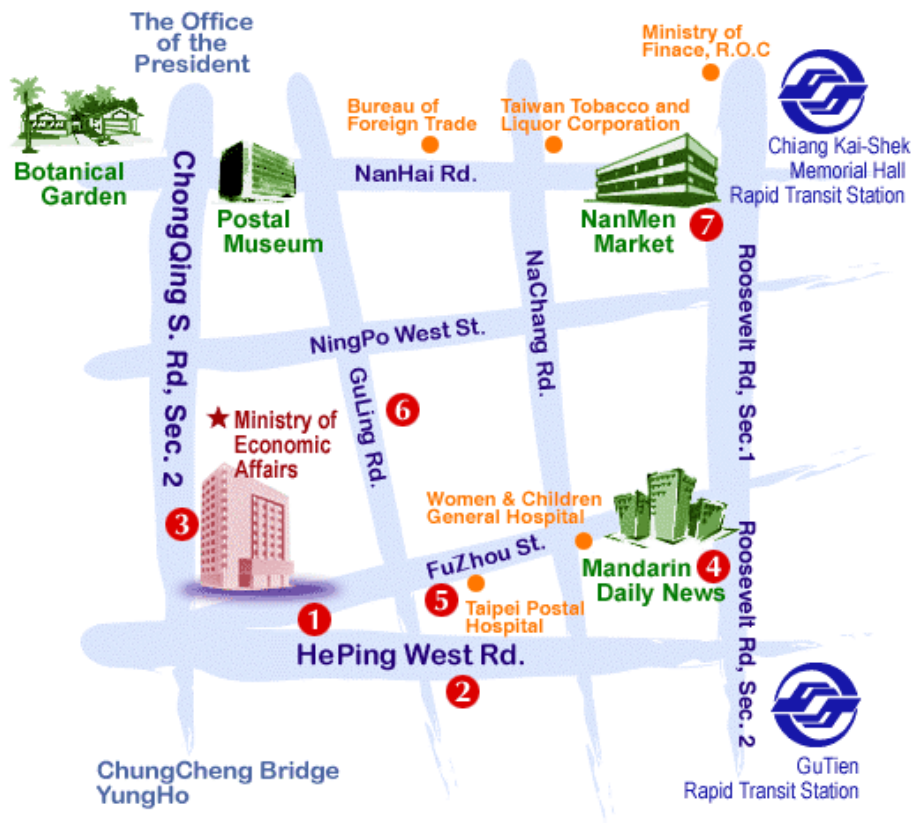 The Office
of the
President
Ministry of
Finace, R.O.C
Bureau of
Foreign Trade
Taiwan Tobacco and
Liquor Corporation
Chiang Kai-Shek
Memorial Hall
Rapid Transit Station
Botanical
Garden
NanHai Rd.
Postal
Museum
NanMen
Market
7
ChongQing S. Rd, Sec. 2
NaChang Rd.
Roosevelt Rd, Sec.1
NingPo West St.
GuLing Rd.
6
★ Ministry of
Economic
Affairs
3
Women & Children
General Hospital
FuZhou St.
Mandarin
Daily News
4
Roosevelt Rd, Sec. 2
5
Taipei Postal
Hospital
1
HePing West Rd.
2
ChungCheng Bridge
YungHo
GuTien
Rapid Transit Station